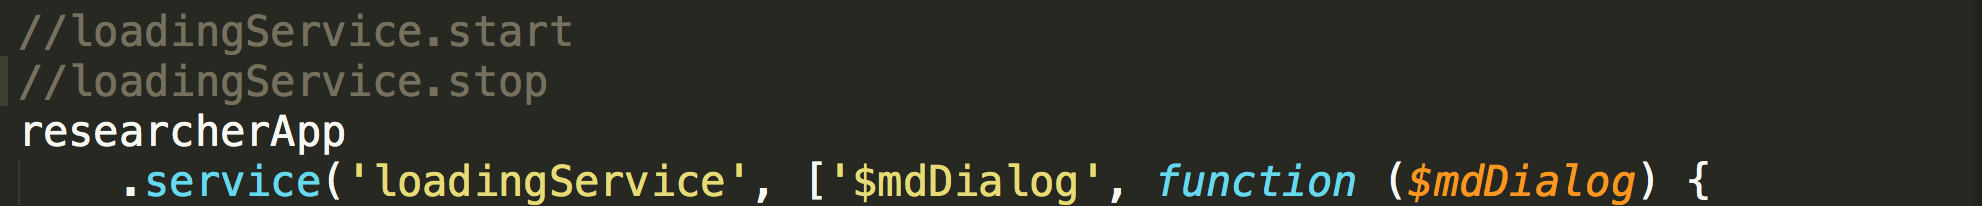 //loadingService.start
//loadingService.stop
researcherApp
    .service('loadingService', ['$mdDialog', function ($mdDialog) {